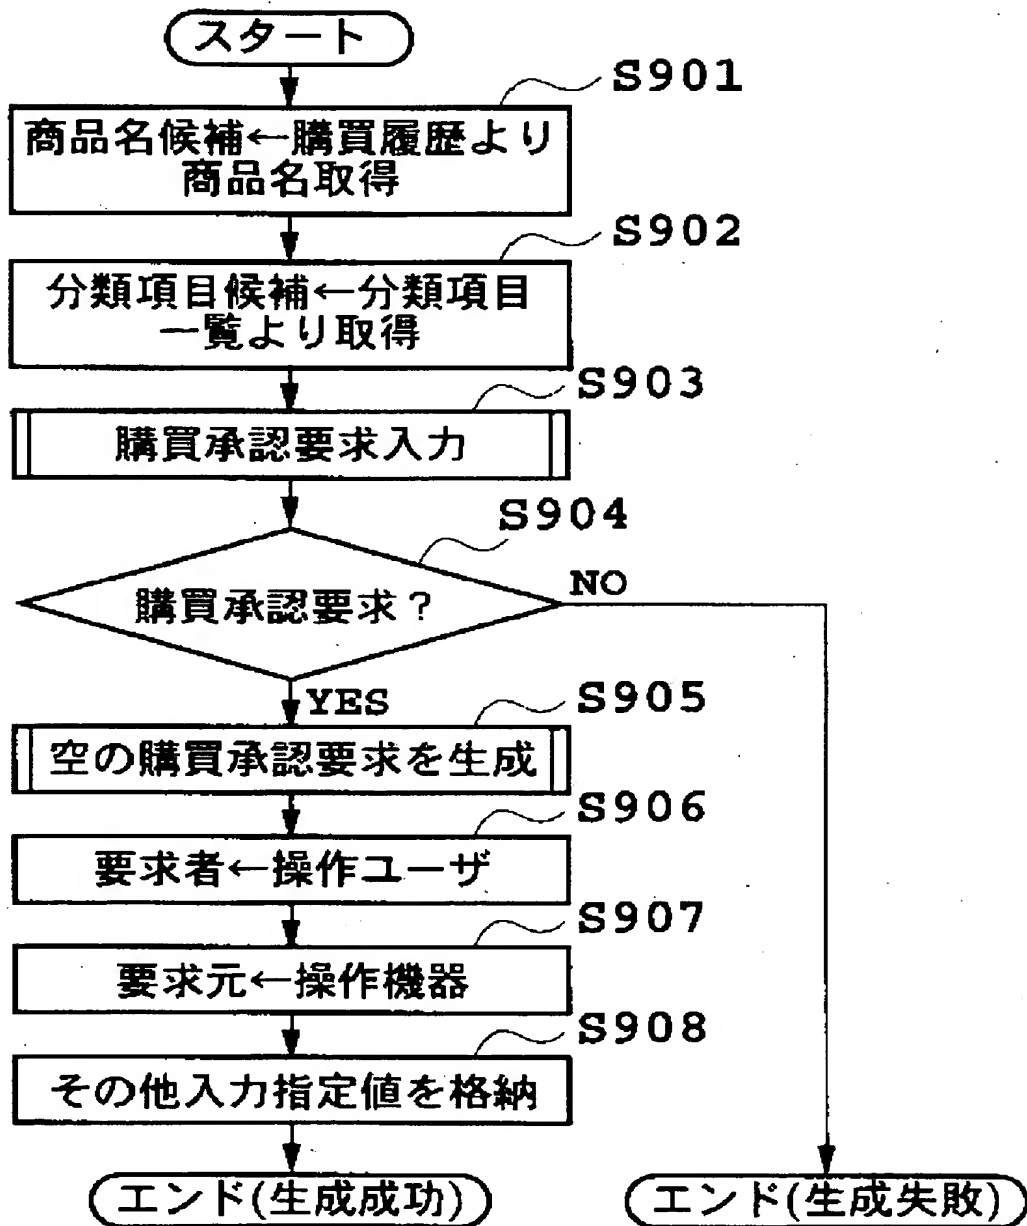 スタート
S901
商品名候補←購買履歴より
商品名取得
S902
分類項目候補←分類項目
一覧より取得
S903
購買承認要求入力
S904
購買承認要求？
NO
YES
S905
空の購買承認要求を生成
S906
要求者←操作ユーザ
S907
要求元←操作機器
S908
その他入力指定値を格納
エンド(生成成功)
エンド(生成失敗)